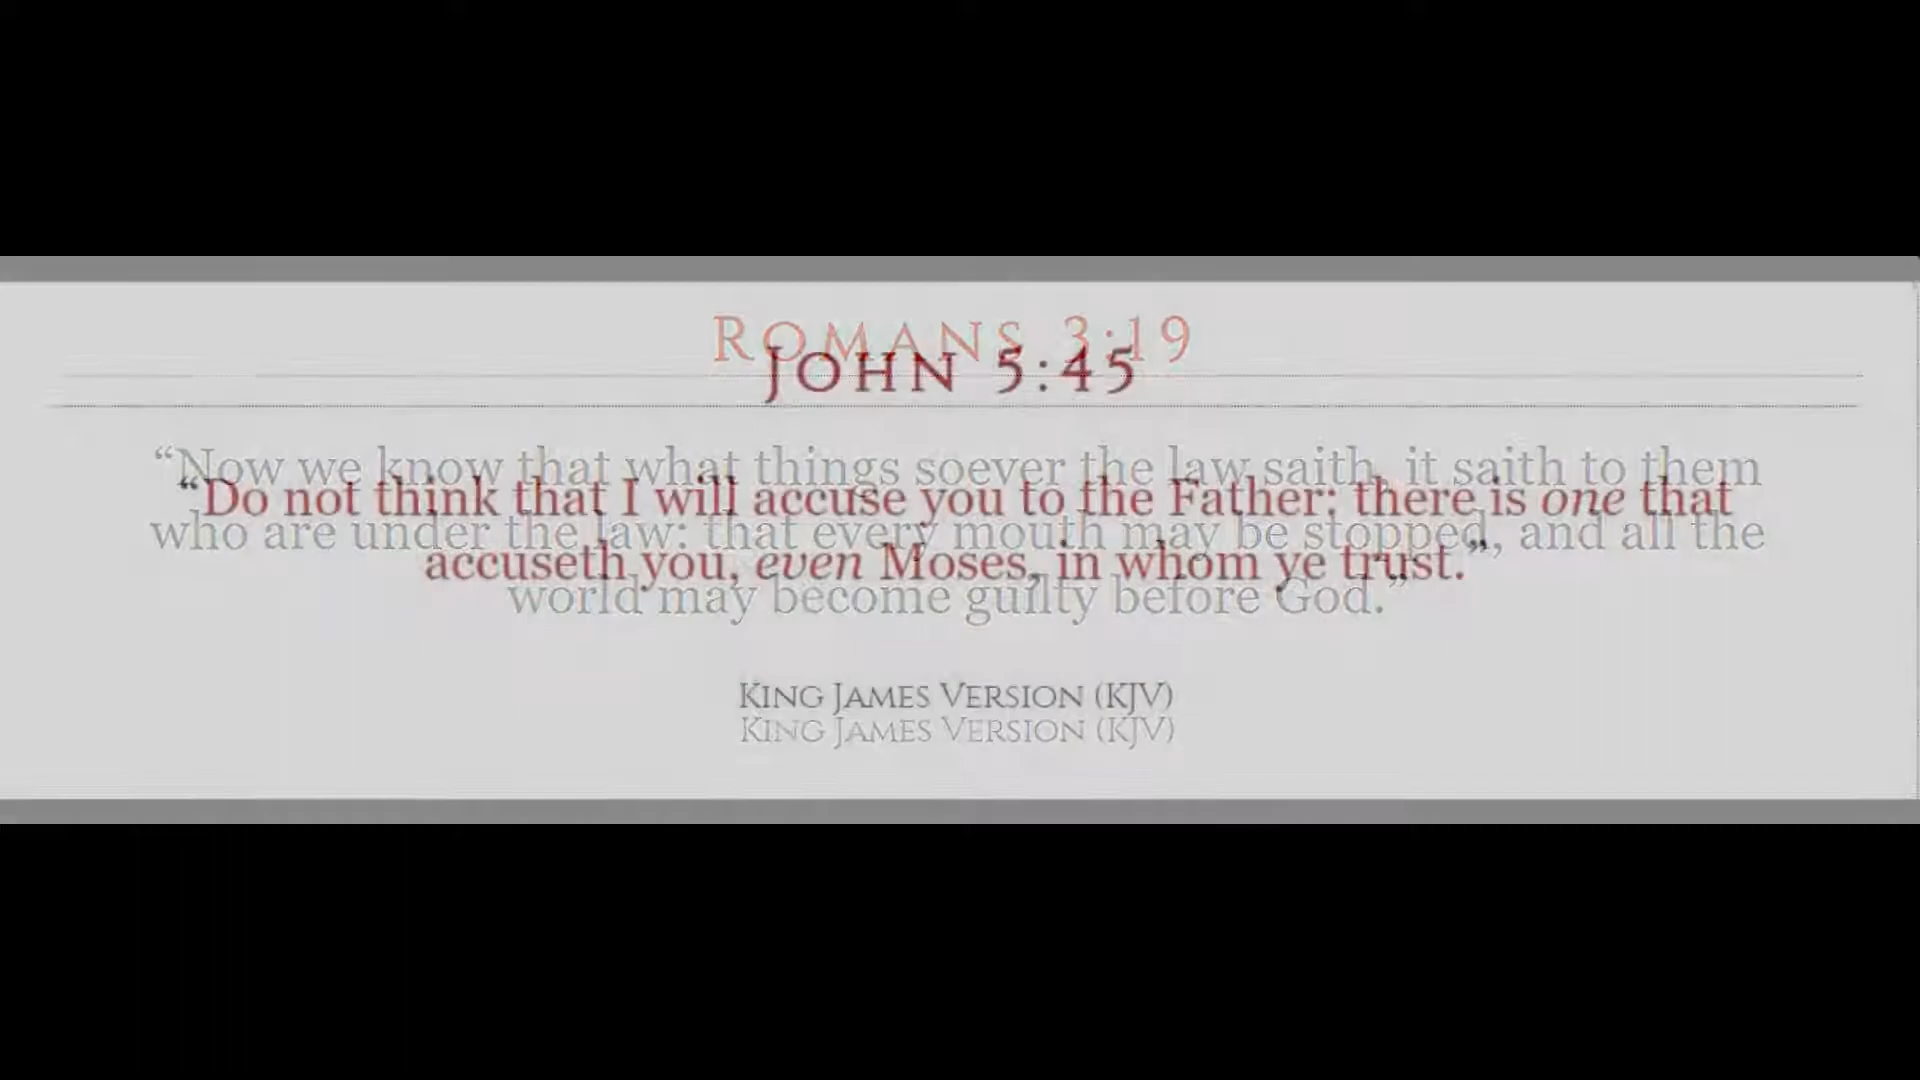 ROMANS 3:19
JOHN 5:45
“Now we know that what things soever the law saith, it saith to them
“Do not think that I will accuse you to the Father: there is one that
who are under the law: that every mouth may be stopped, and all the
accuseth you, even Moses, in whom ye trust.”
world may become guilty before God.”
KING JAMES VERSION (KJV)
KING JAMES VERSION (KJV)